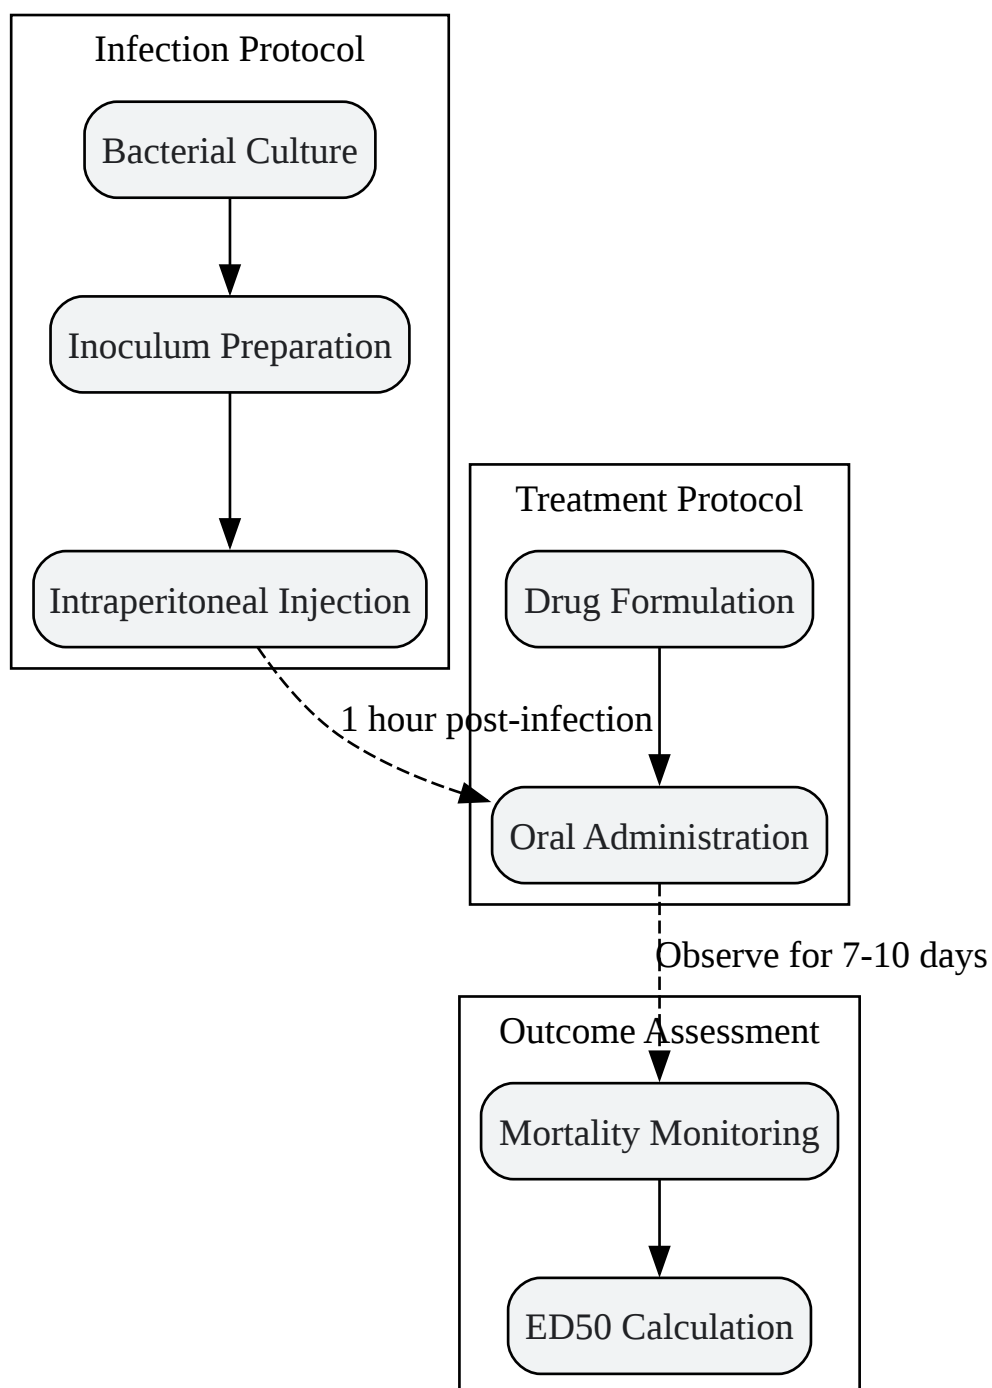 Infection Protocol
Bacterial Culture
Inoculum Preparation
Intraperitoneal Injection
Treatment Protocol
Drug Formulation
1 hour post-infection
Oral Administration
Observe for 7-10 days
Outcome Assessment
Mortality Monitoring
ED50 Calculation